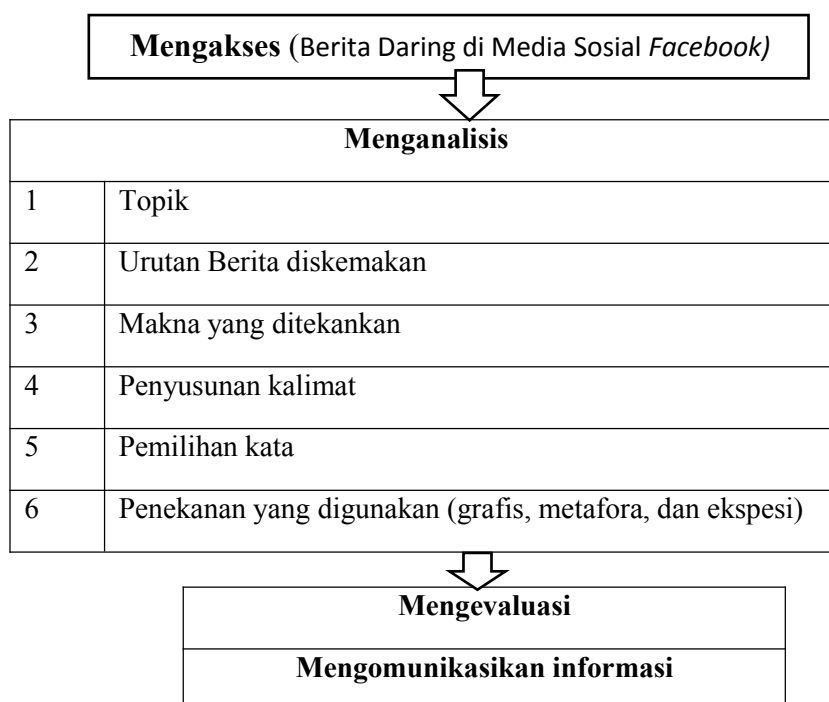 Mengakses (Berita Daring di Media Sosial Facebook)
Menganalisis
1 Topik
2 Urutan Berita diskemakan
3 Makna yang ditekankan
4 Penyusunan kalimat
5 Pemilihan kata
6 Penekanan yang digunakan (grafis, metafora, dan ekspesi)
Mengevaluasi
Mengomunikasikan informasi